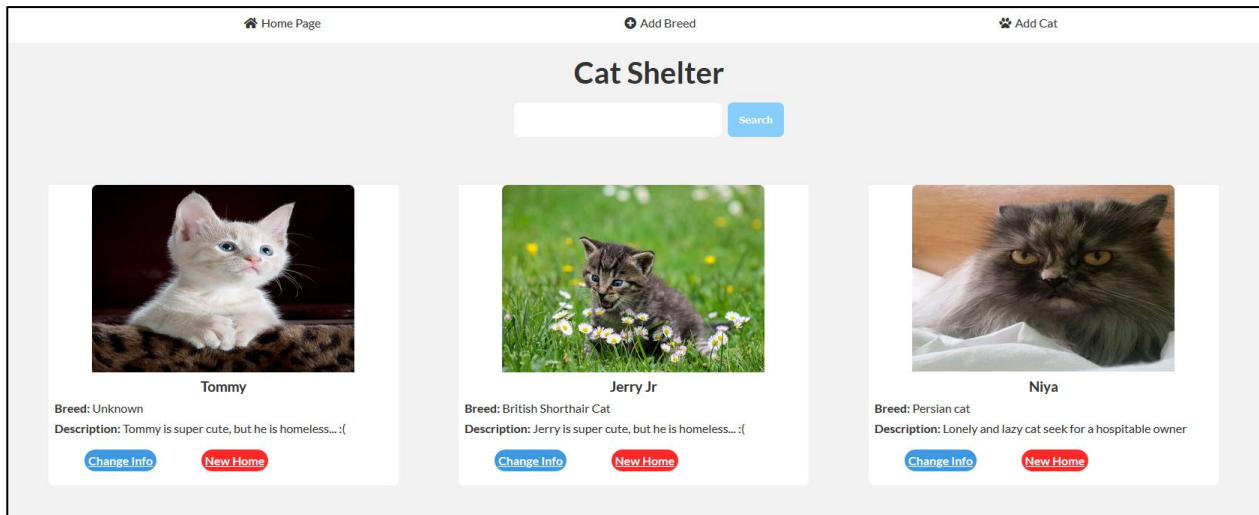 Home Page
Add Breed
Add Cat
Cat Shelter
Search
Tommy
Breed: Unknown
Description: Tommy is super cute, but he is homeless... :(
Change Info
New Home
Jerry Jr
Breed: British Shorthair Cat
Description: Jerry is super cute, but he is homeless... :(
Change Info
New Home
Niya
Breed: Persian cat
Description: Lonely and lazy cat seek for a hospitable owner
Change Info
New Home